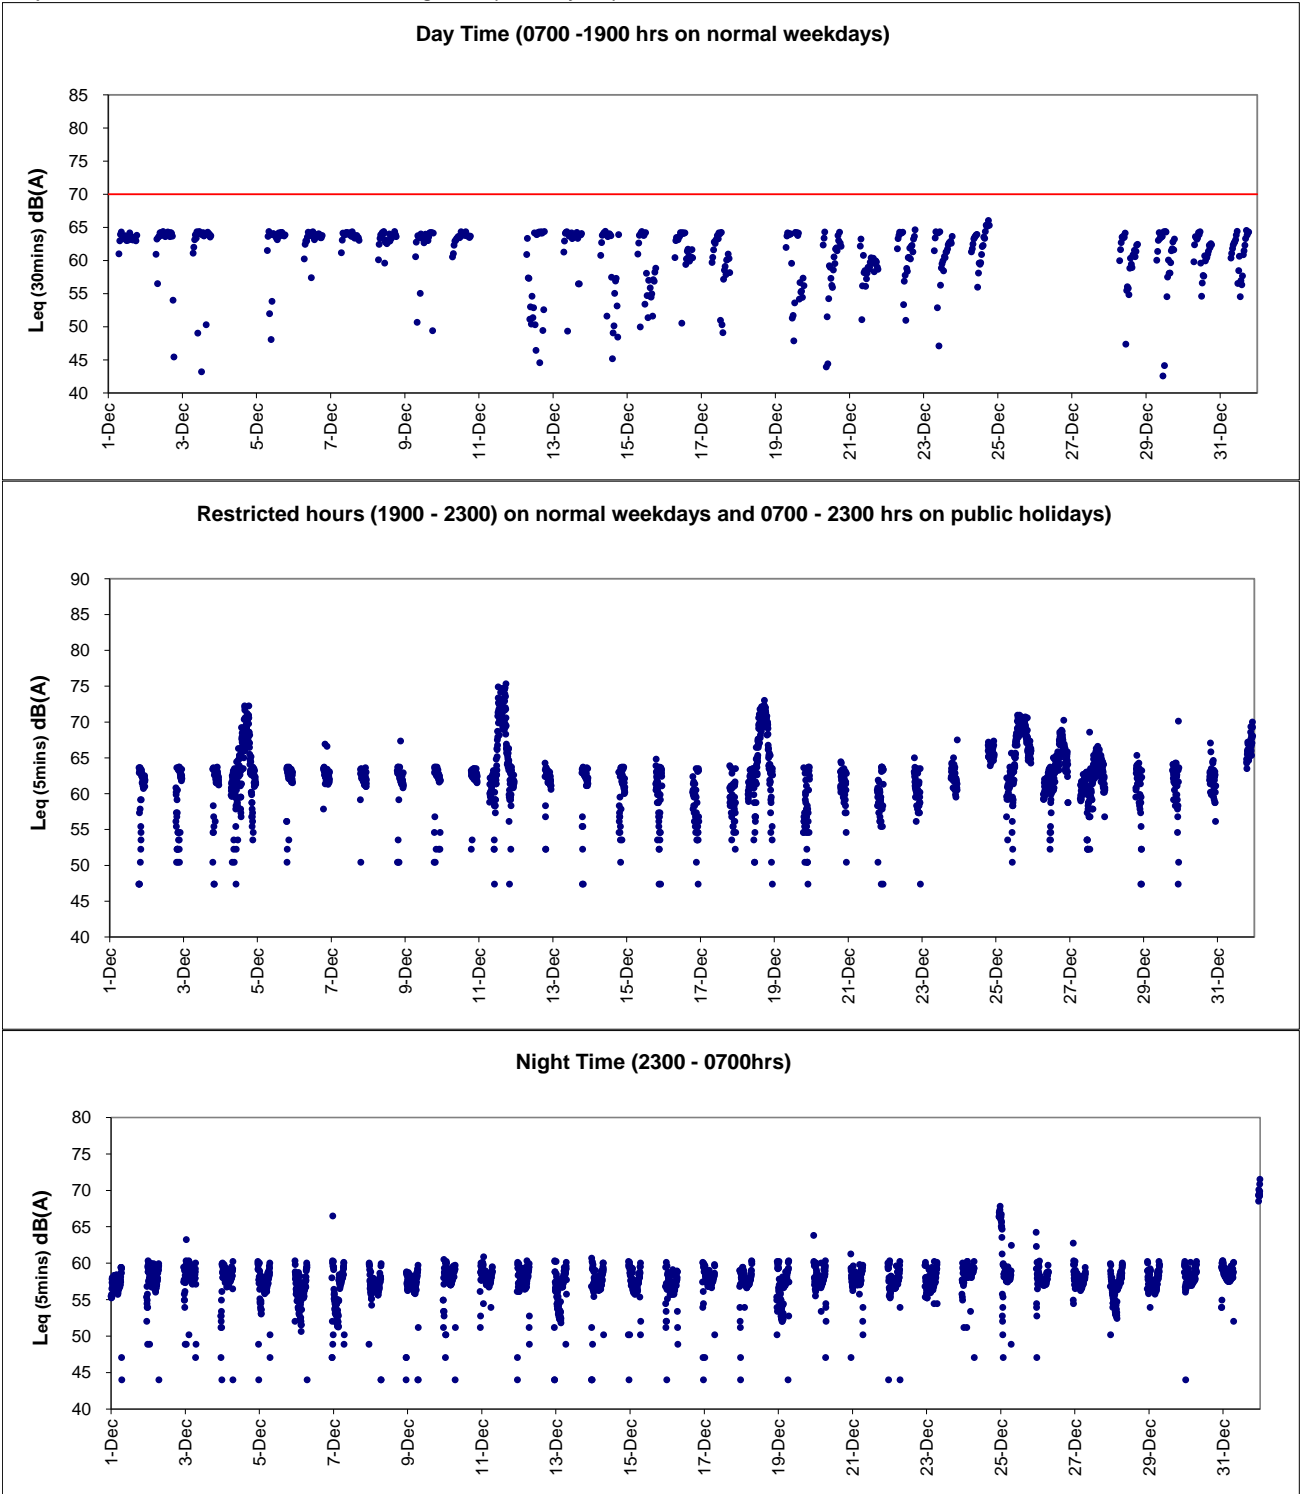 Day Time (0700 -1900 hrs on normal weekdays)
Leq (30mins) dB(A)
85
80
75
70
65
60
55
50
45
40
1-Dec
3-Dec
5-Dec
7-Dec
9-Dec
11-Dec
13-Dec
15-Dec
17-Dec
19-Dec
21-Dec
23-Dec
25-Dec
27-Dec
29-Dec
31-Dec
Restricted hours (1900 - 2300) on normal weekdays and 0700 - 2300 hrs on public holidays)
Leq (5mins) dB(A)
90
85
80
75
70
65
60
55
50
45
40
1-Dec
3-Dec
5-Dec
7-Dec
9-Dec
11-Dec
13-Dec
15-Dec
17-Dec
19-Dec
21-Dec
23-Dec
25-Dec
27-Dec
29-Dec
31-Dec
Night Time (2300 - 0700hrs)
Leq (5mins) dB(A)
80
75
70
65
60
55
50
45
40
1-Dec
3-Dec
5-Dec
7-Dec
9-Dec
11-Dec
13-Dec
15-Dec
17-Dec
19-Dec
21-Dec
23-Dec
25-Dec
27-Dec
29-Dec
31-Dec